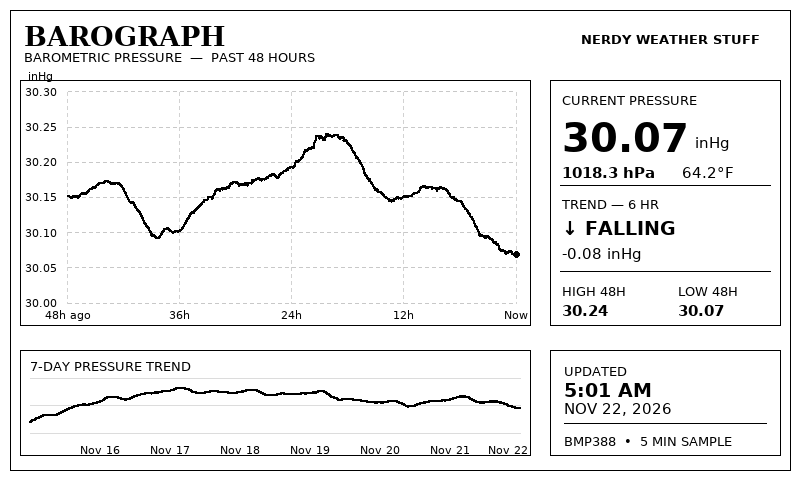 BAROGRAPH
BAROMETRIC PRESSURE — PAST 48 HOURS
NERDY WEATHER STUFF
inHg
30.30
30.25
30.20
30.15
30.10
30.05
30.00
48h ago 36h 24h 12h Now
CURRENT PRESSURE
30.07 inHg
1018.3 hPa 64.2°F
TREND — 6 HR
↓ FALLING
-0.08 inHg
HIGH 48H LOW 48H
30.24 30.07
7-DAY PRESSURE TREND
Nov 16 Nov 17 Nov 18 Nov 19 Nov 20 Nov 21 Nov 22
UPDATED
5:01 AM
NOV 22, 2026
BMP388 • 5 MIN SAMPLE